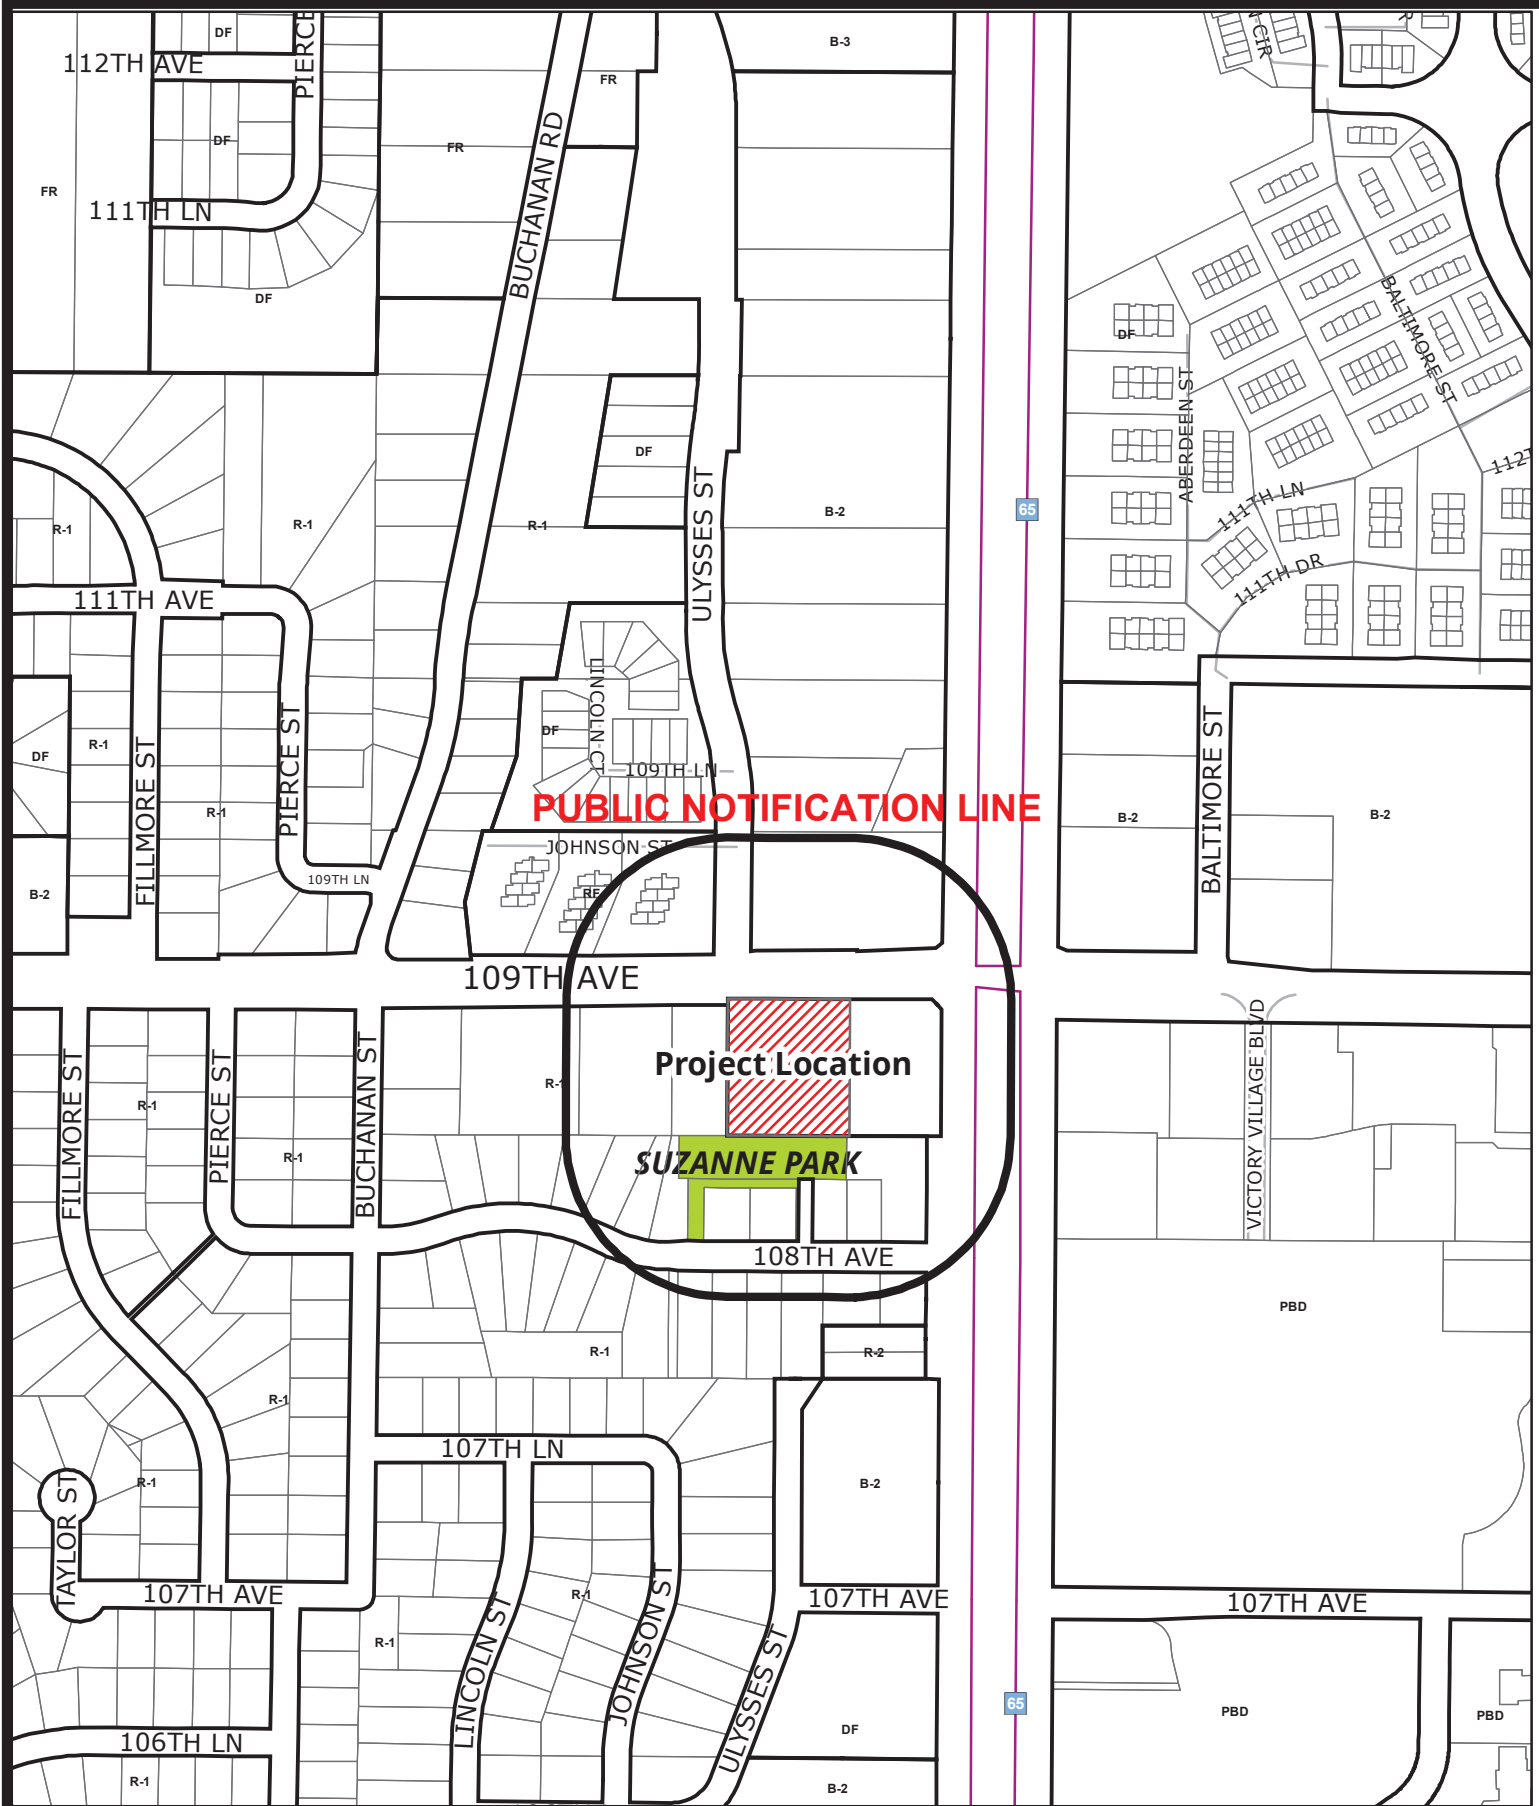 DF
PIERCE
B-3
N CIR
112TH AVE
FR
DF
FR
BUCHANAN RD
FR
111TH LN
DF
DF
BALTIMORE ST
ABERDEEN ST
DF
ULYSSES ST
112T
65
B-2
R-1
R-1
R-1
111TH LN
111TH DR
111TH AVE
LINCOLN CT
DF
PIERCE ST
FILLMORE ST
R-1
DF
109TH LN
BALTIMORE ST
R-1
PUBLIC NOTIFICATION LINE
B-2
B-2
JOHNSON ST
109TH LN
RF
B-2
109TH AVE
VICTORY VILLAGE BLVD
FILLMORE ST
PIERCE ST
BUCHANAN ST
Project Location
R-1
R-1
R-1
SUZANNE PARK
108TH AVE
PBD
R-1
R-2
R-1
107TH LN
TAYLOR ST
R-1
B-2
107TH AVE
R-1
107TH AVE
107TH AVE
LINCOLN ST
JOHNSON ST
ULYSSES ST
R-1
65
PBD
PBD
106TH LN
DF
R-1
B-2